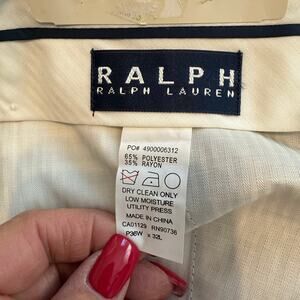 RALPH
RALPH LAUREN
PO# 4900006312
65% POLYESTER
35% RAYON
DRY CLEAN ONLY
LOW MOISTURE
UTILITY PRESS
MADE IN CHINA
CA01129 RN90736
P36W x 32L